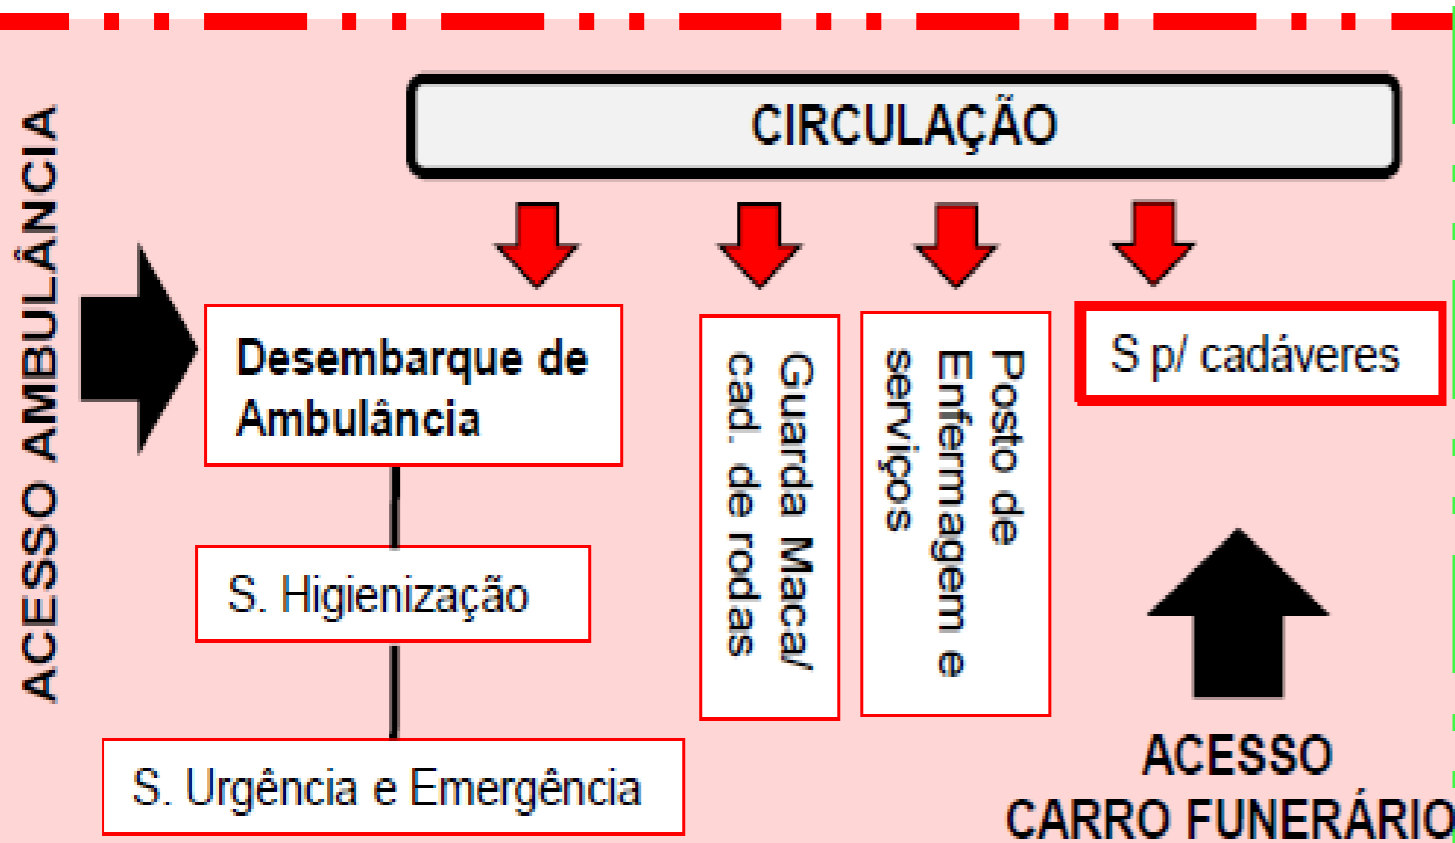 CIRCULAÇÃO
ACESSO AMBULÂNCIA
Desembarque de
Ambulância
S. Higienização
S. Urgência e Emergência
Guarda Maca/
cad. de rodas
Posto de
Enfermagem e
serviços
S p/ cadáveres
ACESSO
CARRO FUNERÁRIO